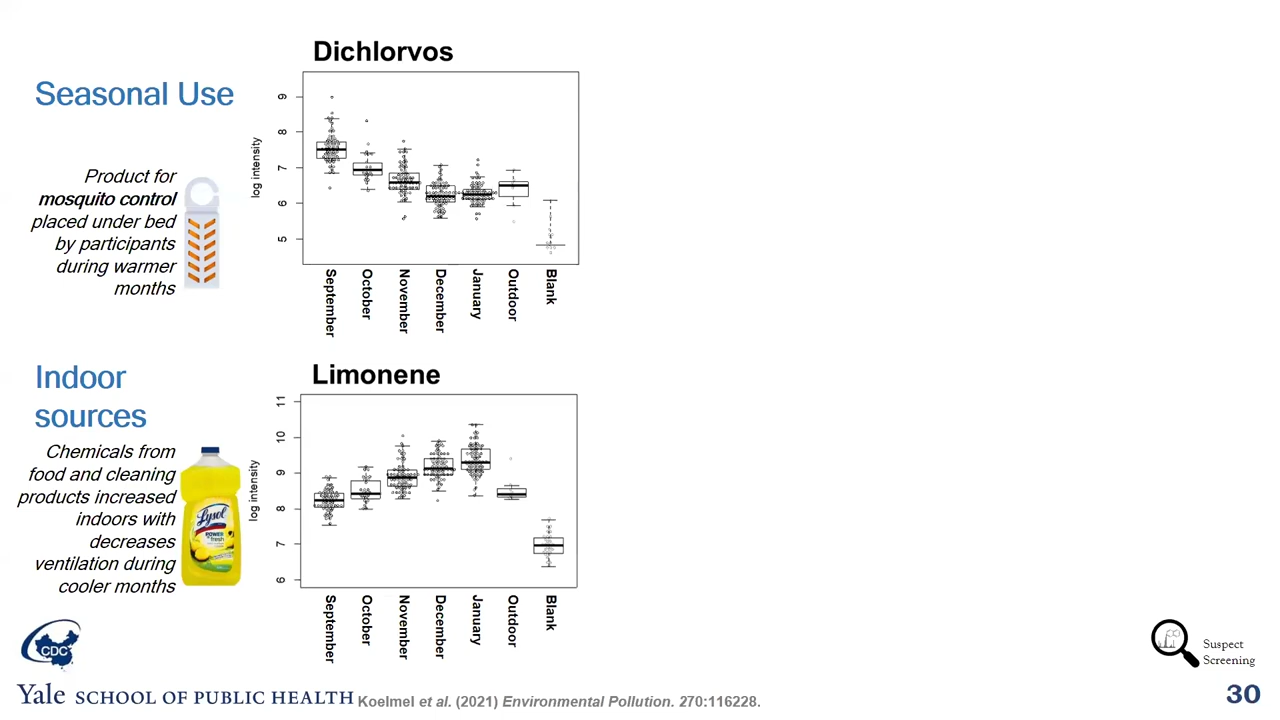 Dichlorvos
Seasonal Use
Product for
mosquito control
placed under bed
by participants
during warmer
months
log intensity
9
8
7
6
5
September
October
November
December
January
Outdoor
Blank
Limonene
Indoor
sources
Chemicals from
food and cleaning
products increased
indoors with
decreases
ventilation during
cooler months
Lysol
log intensity
11
10
9
8
7
6
September
October
November
December
January
Outdoor
Blank
CDC
Yale SCHOOL OF PUBLIC HEALTH
Koelmel et al. (2021) Environmental Pollution. 270:116228.
Suspect
Screening
30